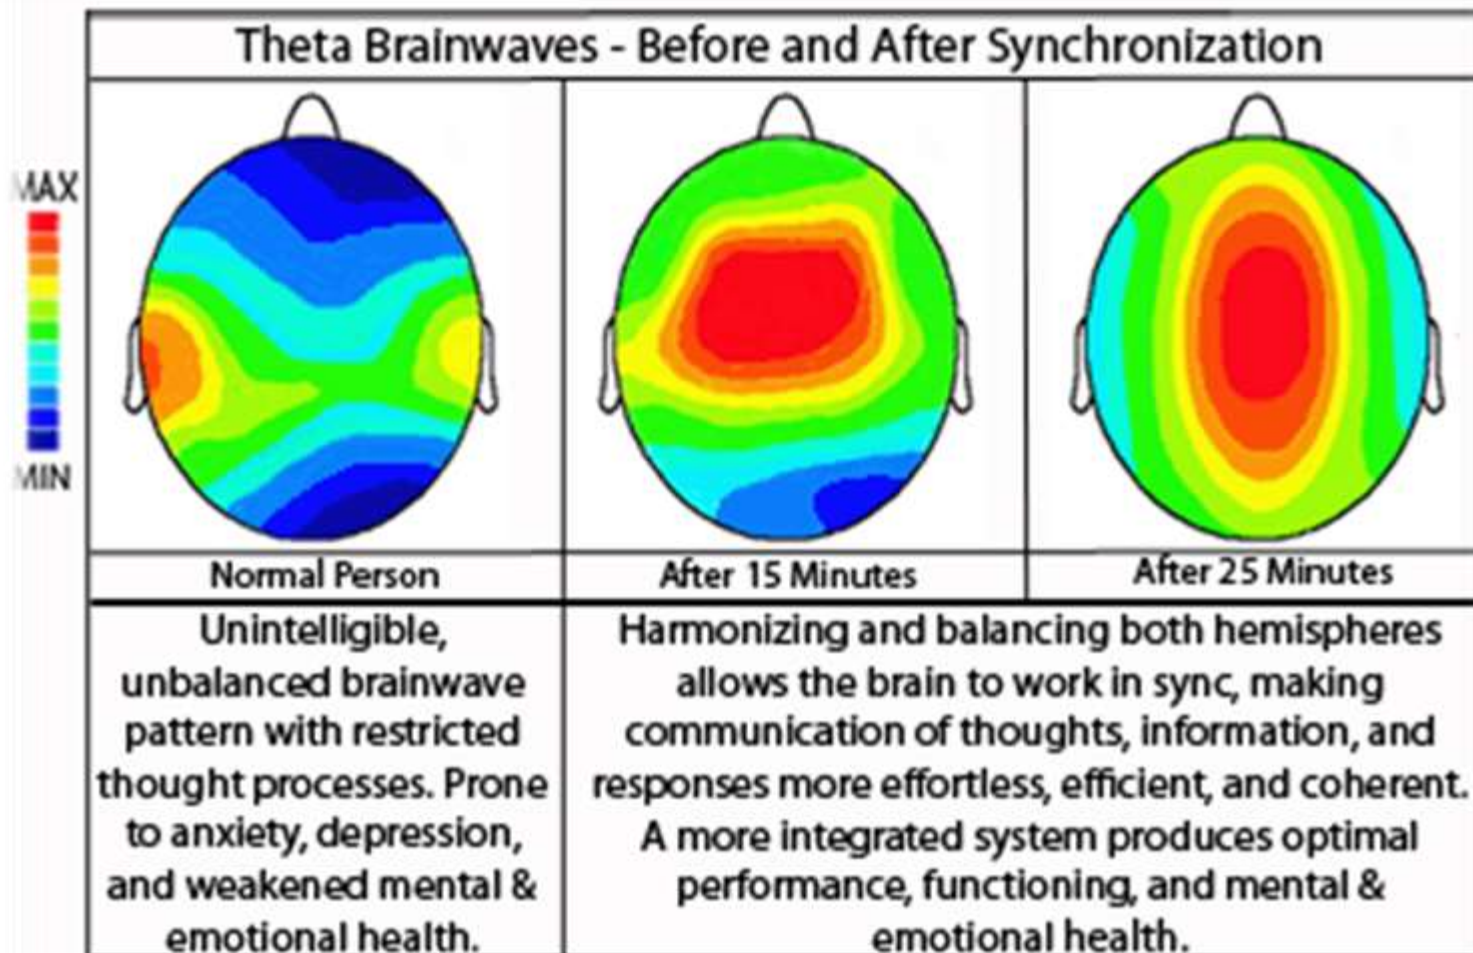 Theta Brainwaves - Before and After Synchronization
MAX
MIN
Normal Person
After 15 Minutes
After 25 Minutes
Unintelligible,
unbalanced brainwave
pattern with restricted
thought processes. Prone
to anxiety, depression,
and weakened mental &
emotional health.
Harmonizing and balancing both hemispheres
allows the brain to work in sync, making
communication of thoughts, information, and
responses more effortless, efficient, and coherent.
A more integrated system produces optimal
performance, functioning, and mental &
emotional health.